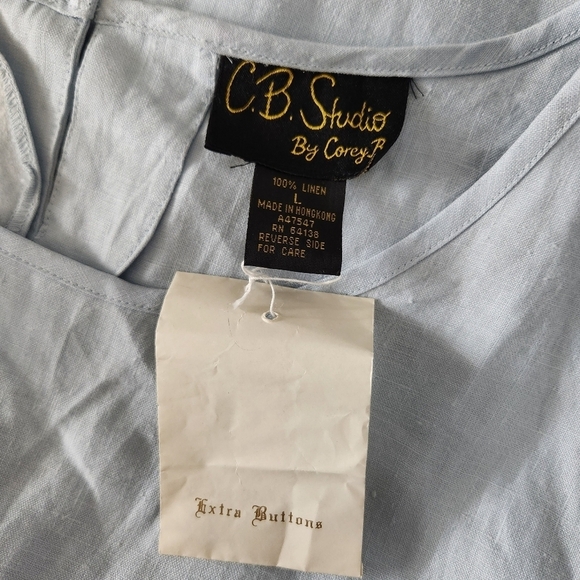 C.B. Studio
By Corey B
100% LINEN
L
MADE IN HONGKONG
A47547
RN 64138
REVERSE SIDE
FOR CARE
Extra Buttons